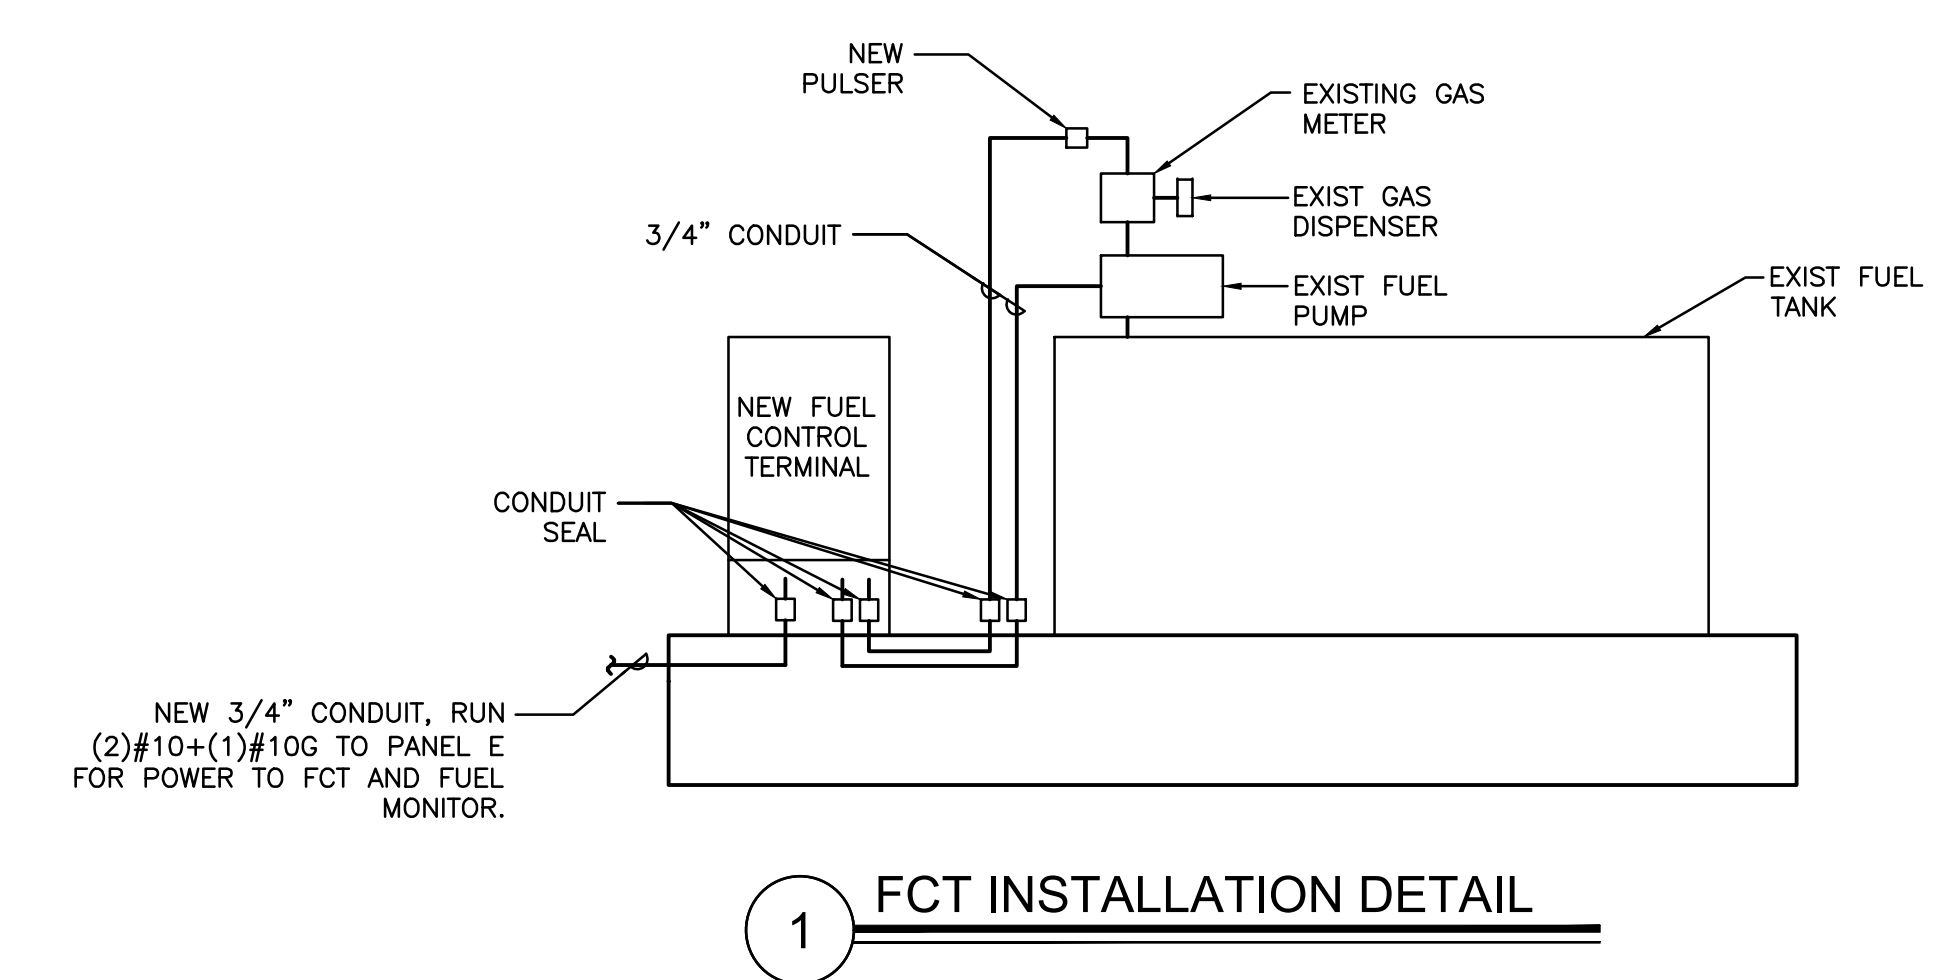 NEW
PULSER
EXISTING GAS
METER
EXIST GAS
DISPENSER
3/4" CONDUIT
EXIST FUEL
PUMP
EXIST FUEL
TANK
NEW FUEL
CONTROL
TERMINAL
CONDUIT
SEAL
NEW 3/4" CONDUIT, RUN
(2)#10+(1)#10G TO PANEL E
FOR POWER TO FCT AND FUEL
MONITOR.
1
FCT INSTALLATION DETAIL